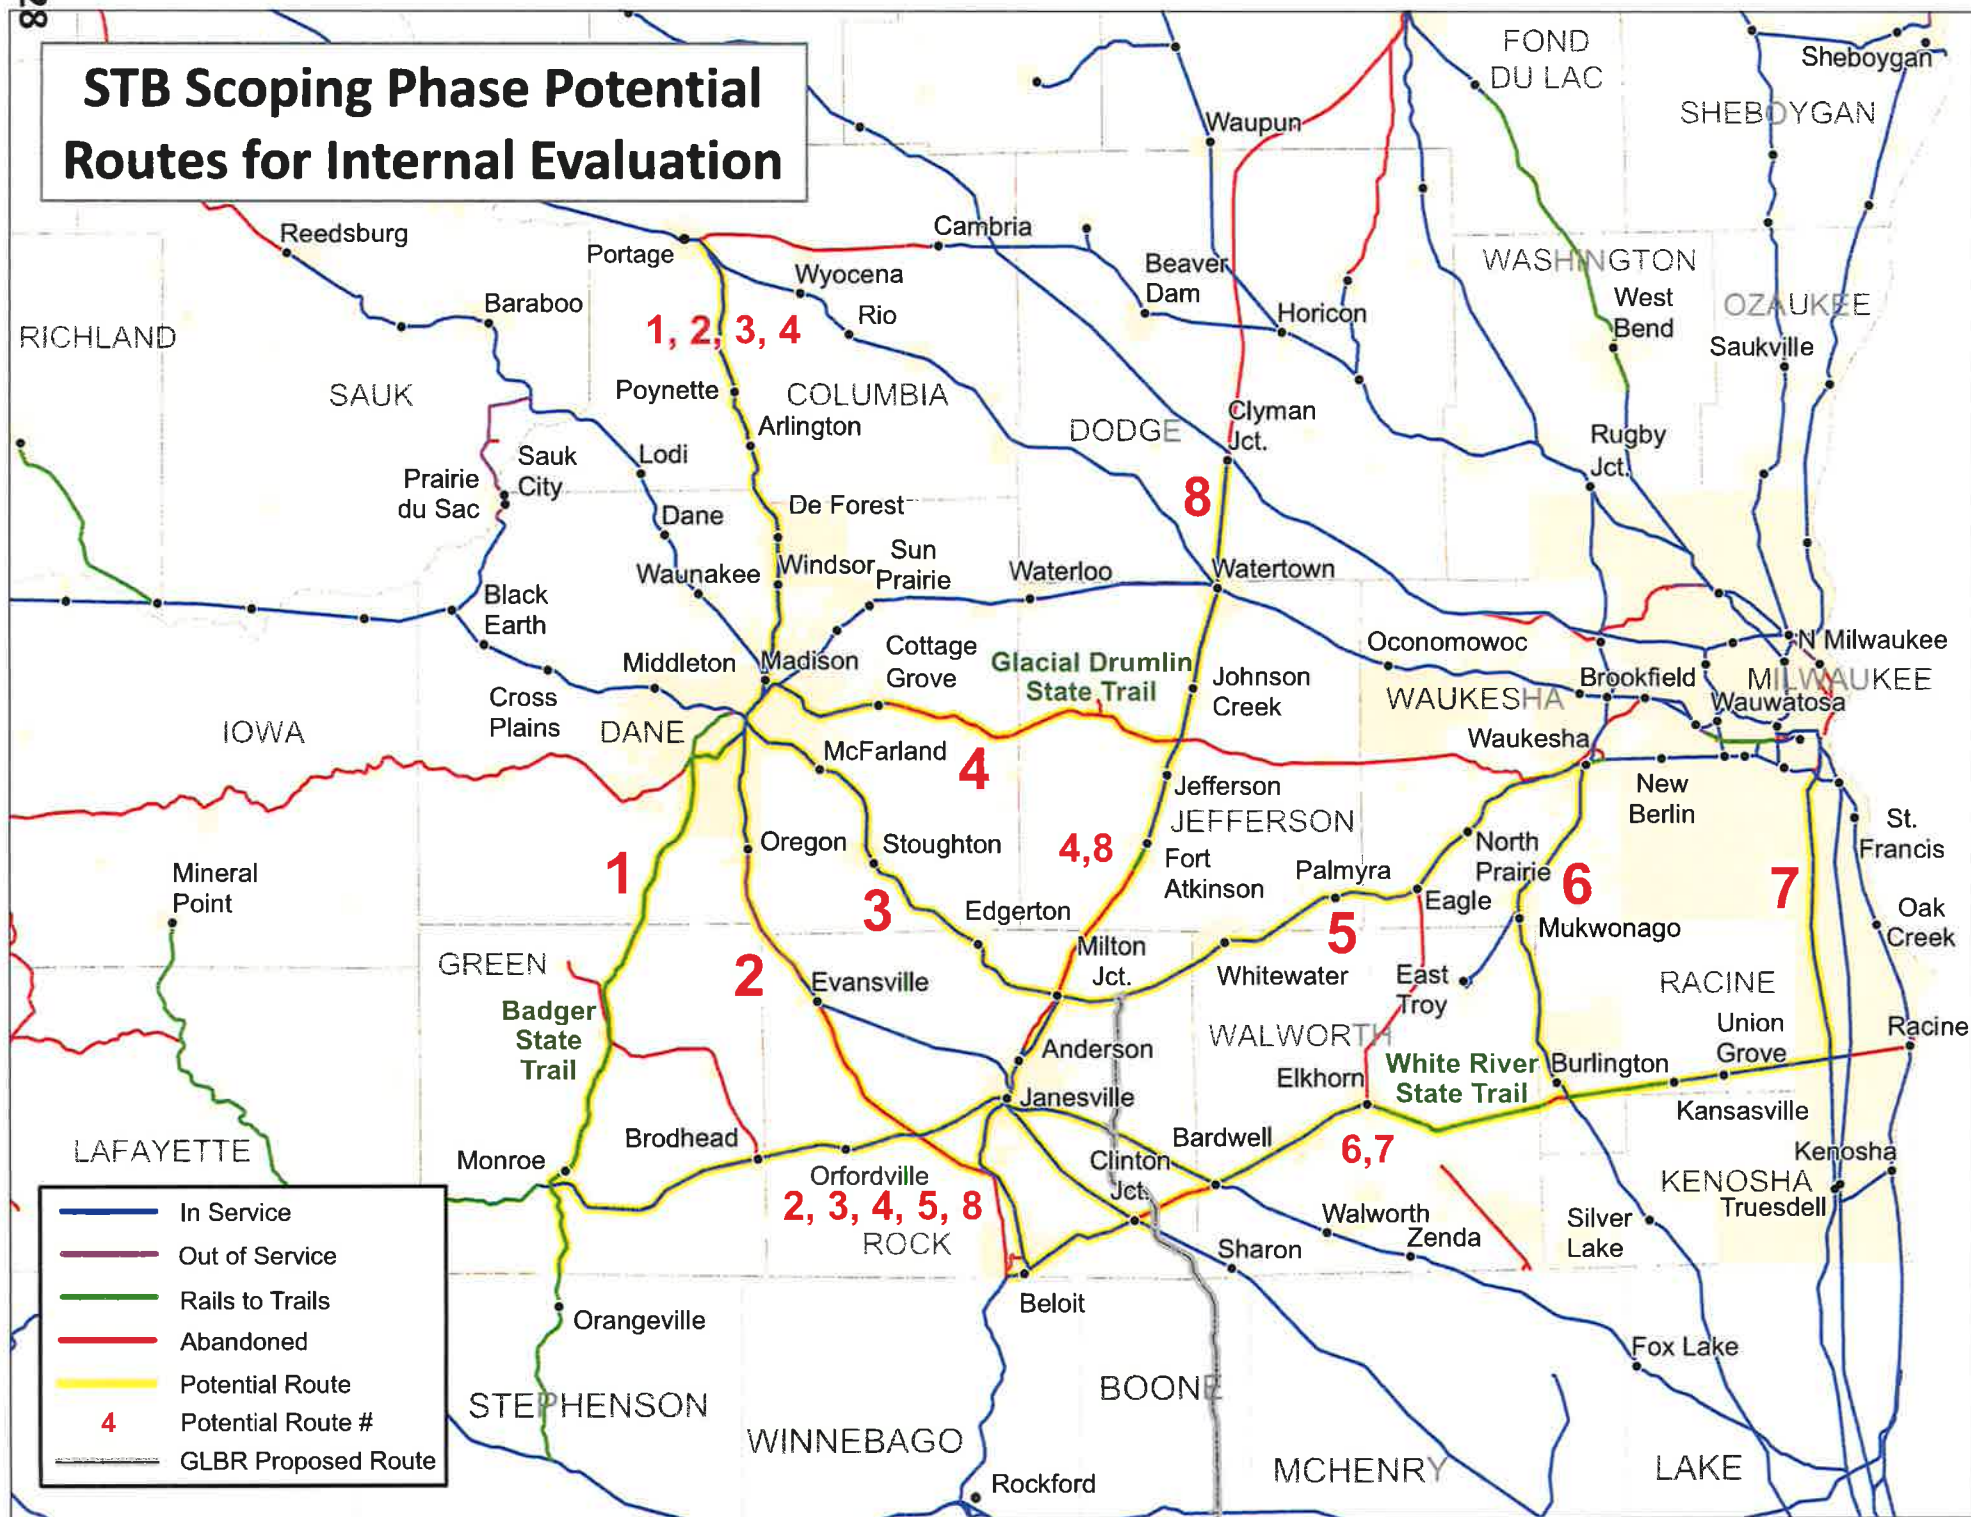 28
STB Scoping Phase Potential
Routes for Internal Evaluation
FOND
DU LAC
Sheboygan
SHEBOYGAN
Waupun
Reedsburg
Portage
Cambria
Wyocena
Beaver
Dam
WASHINGTON
West
Bend
OZAUKEE
Baraboo
Rio
Horicon
RICHLAND
1, 2, 3, 4
Saukville
SAUK
Poynette
COLUMBIA
Arlington
DODGE
Clyman
Jct.
Rugby
Jct.
Prairie
du Sac
Sauk
City
Lodi
8
De Forest
Dane
Sun
Prairie
Waunakee
Windsor
Waterloo
Watertown
Black
Earth
Middleton
Madison
Cottage
Grove
Glacial Drumlin
State Trail
Johnson
Creek
Oconomowoc
N Milwaukee
Brookfield
MILWAUKEE
WAUKESHA
Wauwatosa
Cross
Plains
IOWA
DANE
McFarland
4
Waukesha
Jefferson
New
Berlin
JEFFERSON
St.
Francis
Oregon
Stoughton
4,8
Fort
Atkinson
North
Prairie
Mineral
Point
1
Palmyra
Eagle
6
7
3
Edgerton
5
Mukwonago
Oak
Creek
Milton
Jct.
GREEN
2
Evansville
Whitewater
East
Troy
RACINE
Badger
State
Trail
Union
Grove
Racine
WALWORTH
Anderson
White River
State Trail
Burlington
Elkhorn
Janesville
Kansasville
LAFAYETTE
Monroe
Brodhead
Bardwell
6,7
Kenosha
Orfordville
Clinton
Jct.
KENOSHA
Truesdell
2, 3, 4, 5, 8
ROCK
Walworth
Zenda
Silver
Lake
Sharon
Beloit
Orangeville
Fox Lake
BOONE
STEPHENSON
WINNEBAGO
MCHENRY
LAKE
Rockford
In Service
Out of Service
Rails to Trails
Abandoned
Potential Route
4 Potential Route #
GLBR Proposed Route